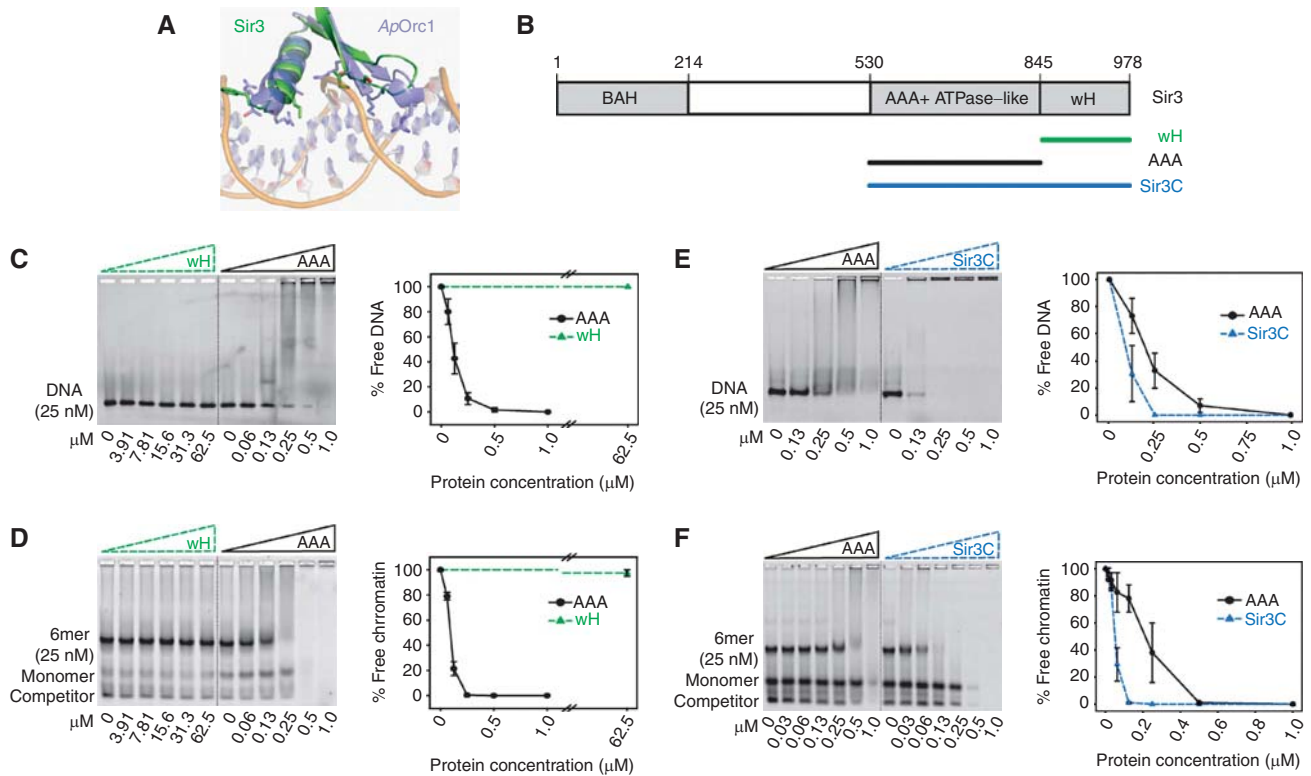 A
Sir3
ApOrc1
B
1 214 530 845 978
BAH
AAA+ ATPase–like
wH
Sir3
wH
AAA
Sir3C
C
wH
AAA
DNA
(25 nM)
μM
0 3.91 7.81 15.6 31.3 62.5 0 0.06 0.13 0.25 0.5 1.0
% Free DNA
100
80
60
40
20
0
AAA
wH
0 0.5 1.0 62.5
Protein concentration (μM)
E
AAA
Sir3C
DNA
(25 nM)
μM
0 0.13 0.25 0.5 1.0 0 0.13 0.25 0.5 1.0
% Free DNA
100
80
60
40
20
0
AAA
Sir3C
0 0.25 0.5 0.75 1.0
Protein concentration (μM)
D
wH
AAA
6mer
(25 nM)
Monomer
Competitor
μM
0 3.91 7.81 15.6 31.3 62.5 0 0.06 0.13 0.25 0.5 1.0
% Free chrromatin
100
80
60
40
20
0
AAA
wH
0 0.5 1.0 62.5
Protein concentration (μM)
F
AAA
Sir3C
6mer
(25 nM)
Monomer
Competitor
μM
0 0.03 0.06 0.13 0.25 0.5 1.0 0 0.03 0.06 0.13 0.25 0.5 1.0
% Free chromatin
100
80
60
40
20
0
AAA
Sir3C
0 0.2 0.4 0.6 0.8 1.0
Protein concentration (μM)